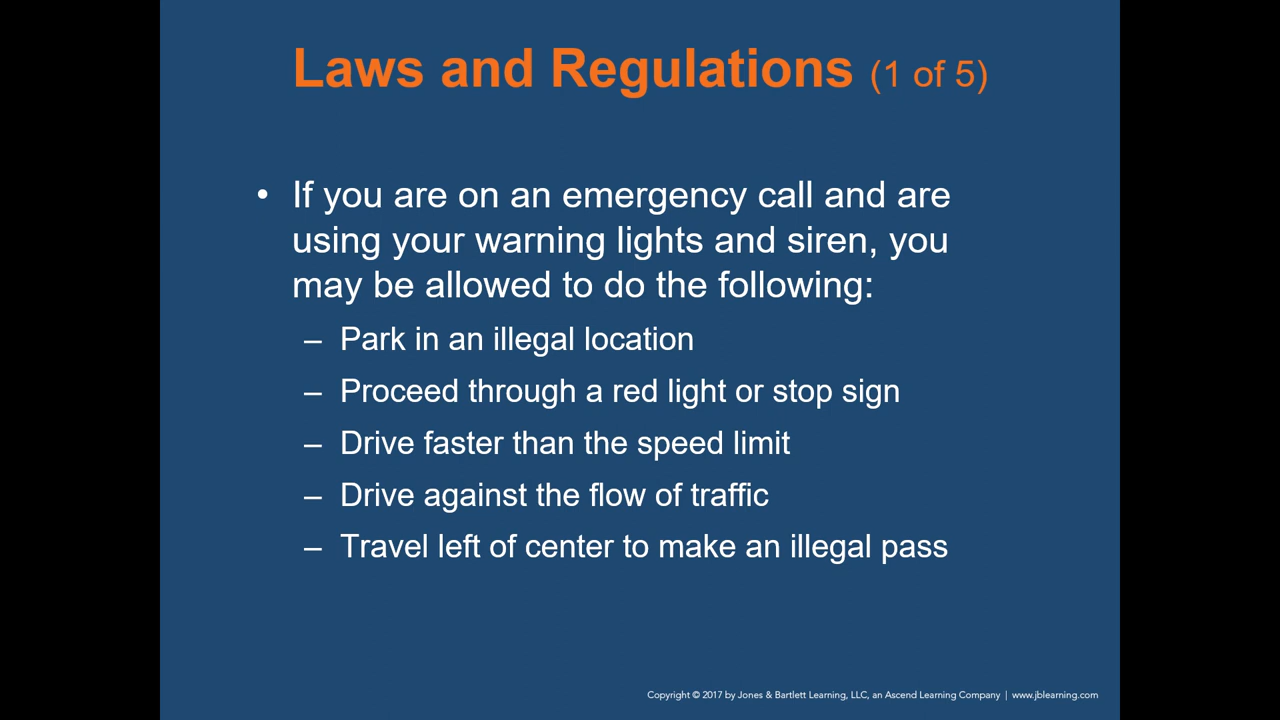 Laws and Regulations (1 of 5)
• If you are on an emergency call and are
using your warning lights and siren, you
may be allowed to do the following:
– Park in an illegal location
– Proceed through a red light or stop sign
– Drive faster than the speed limit
– Drive against the flow of traffic
– Travel left of center to make an illegal pass
Copyright © 2017 by Jones & Bartlett Learning, LLC, an Ascend Learning Company | www.jblearning.com